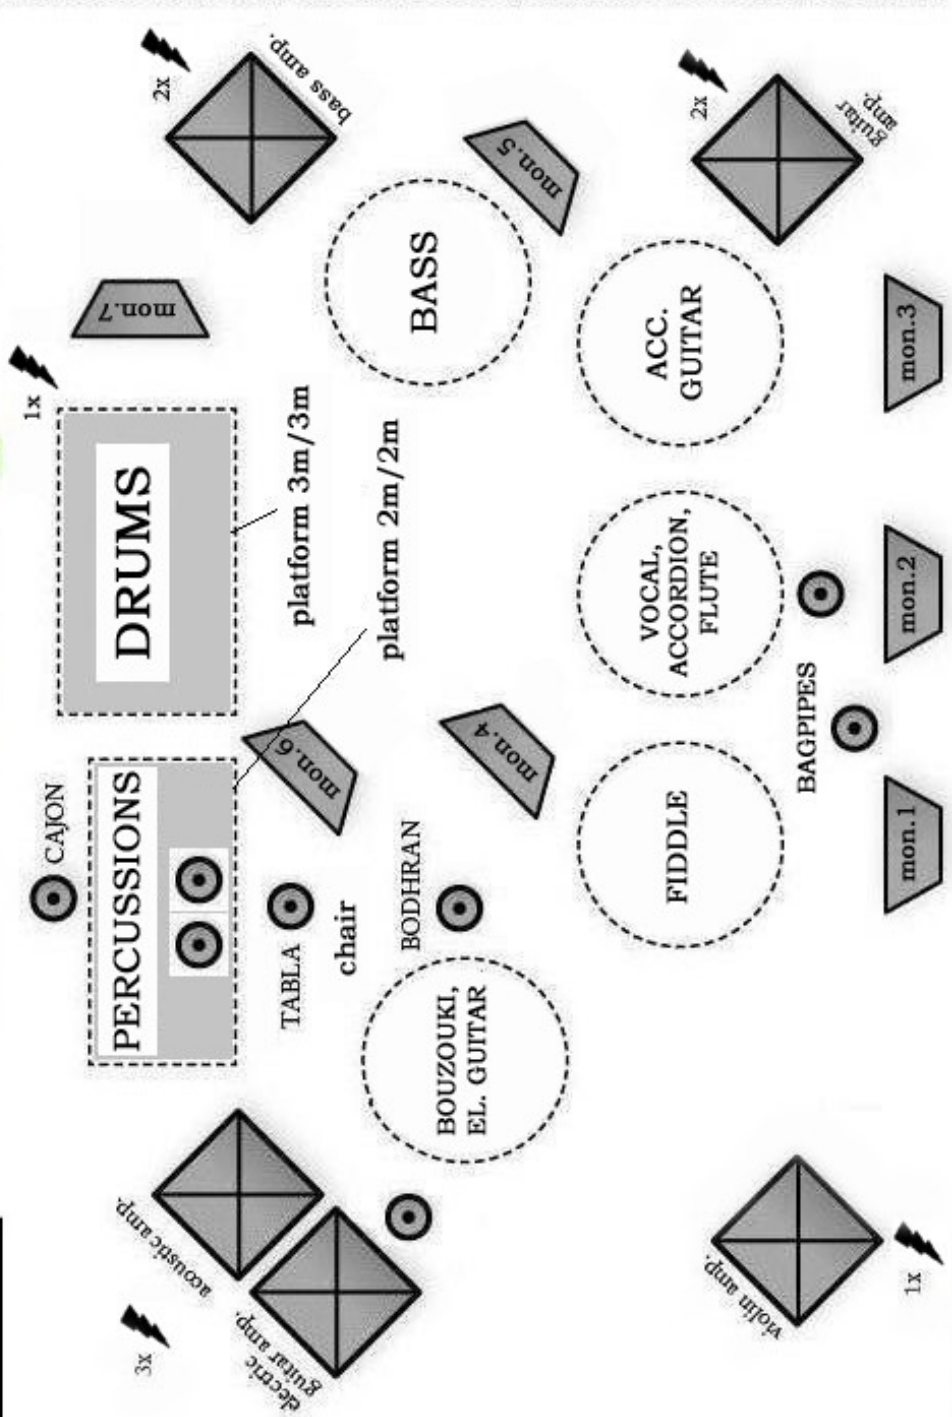 acoustic amp.
3x
electric
guitar amp.
PERCUSSIONS
CAJON
TABLA
chair
BODHRAN
mon.6
mon.4
BOUZOUKI,
EL. GUITAR
DRUMS
platform 3m/3m
platform 2m/2m
1x
mon.7
2x
bass amp.
BASS
mon.5
2x
guitar
amp.
violin amp.
1x
FIDDLE
BAGPIPES
VOCAL,
ACCORDION,
FLUTE
ACC.
GUITAR
mon.1
mon.2
mon.3